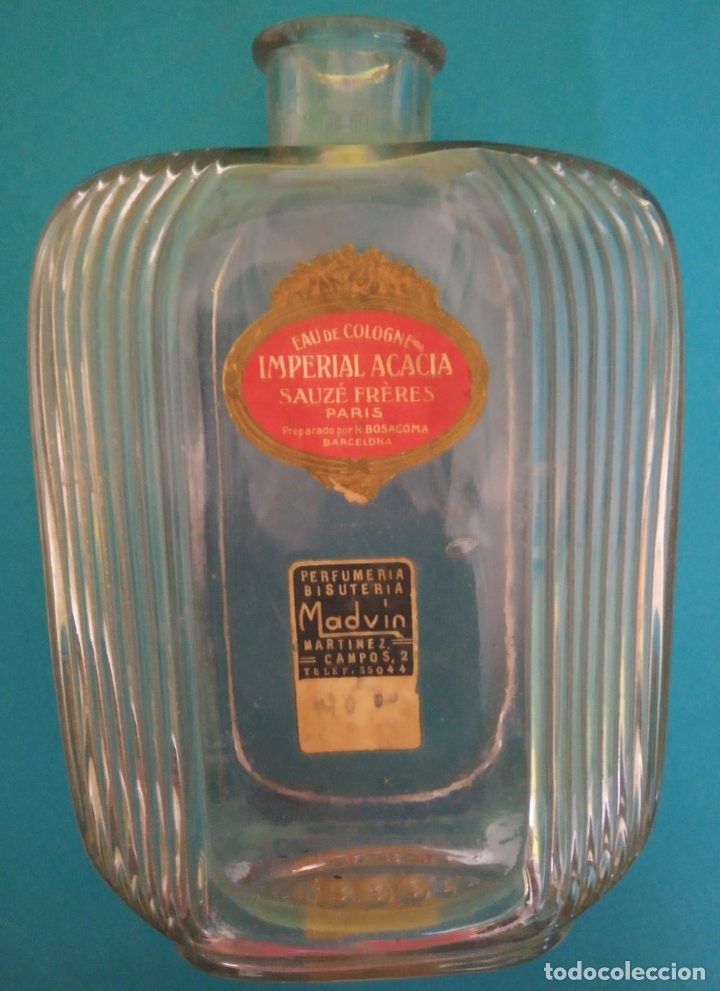 EAU DE COLOGNE
IMPERIAL ACACIA
SAUZÉ FRÈRES
PARIS
Preparado por R. BOSACOMA
BARCELONA
PERFUMERIA
BISUTERIA
Madvin
MARTINEZ
CAMPOS, 2
TELEF. 35044
todocoleccion